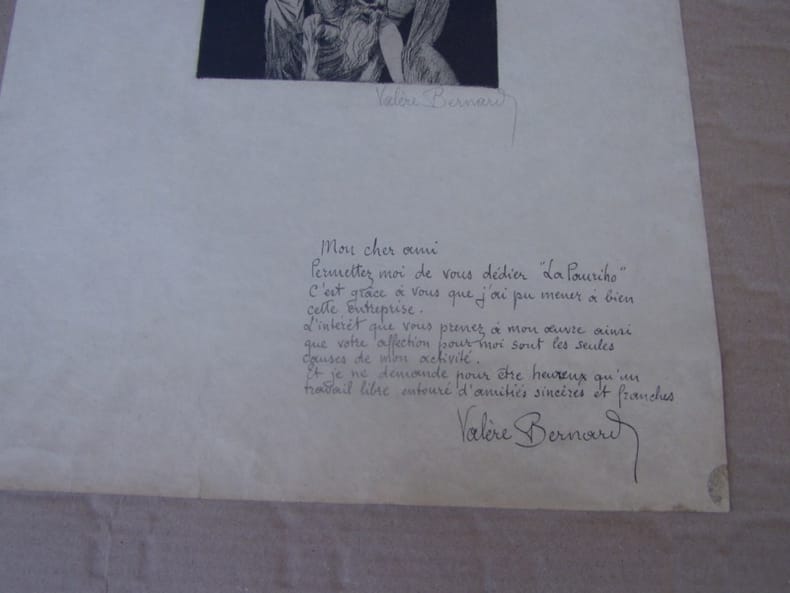 Valère Bernard
Mon cher ami
Permettez moi de vous dédier "La Pouriho"
C'est grâce à vous que j'ai pu mener à bien
cette entreprise.
L'intérêt que vous prenez à mon œuvre ainsi
que votre affection pour moi sont les seules
causes de mon activité.
Et je ne demande pour être heureux qu'un
travail libre entouré d'amitiés sincères et franches
Valère Bernard